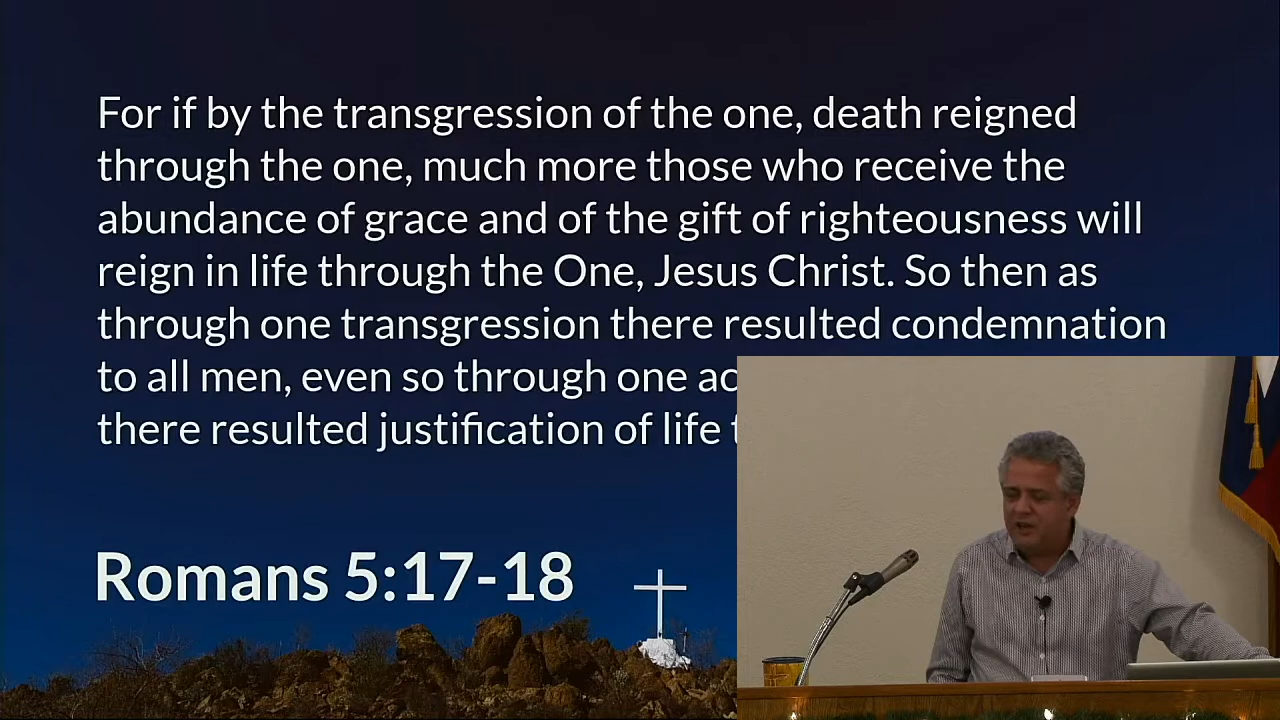 For if by the transgression of the one, death reigned
through the one, much more those who receive the
abundance of grace and of the gift of righteousness will
reign in life through the One, Jesus Christ. So then as
through one transgression there resulted condemnation
to all men, even so through one
there resulted justification of life
Romans 5:17-18